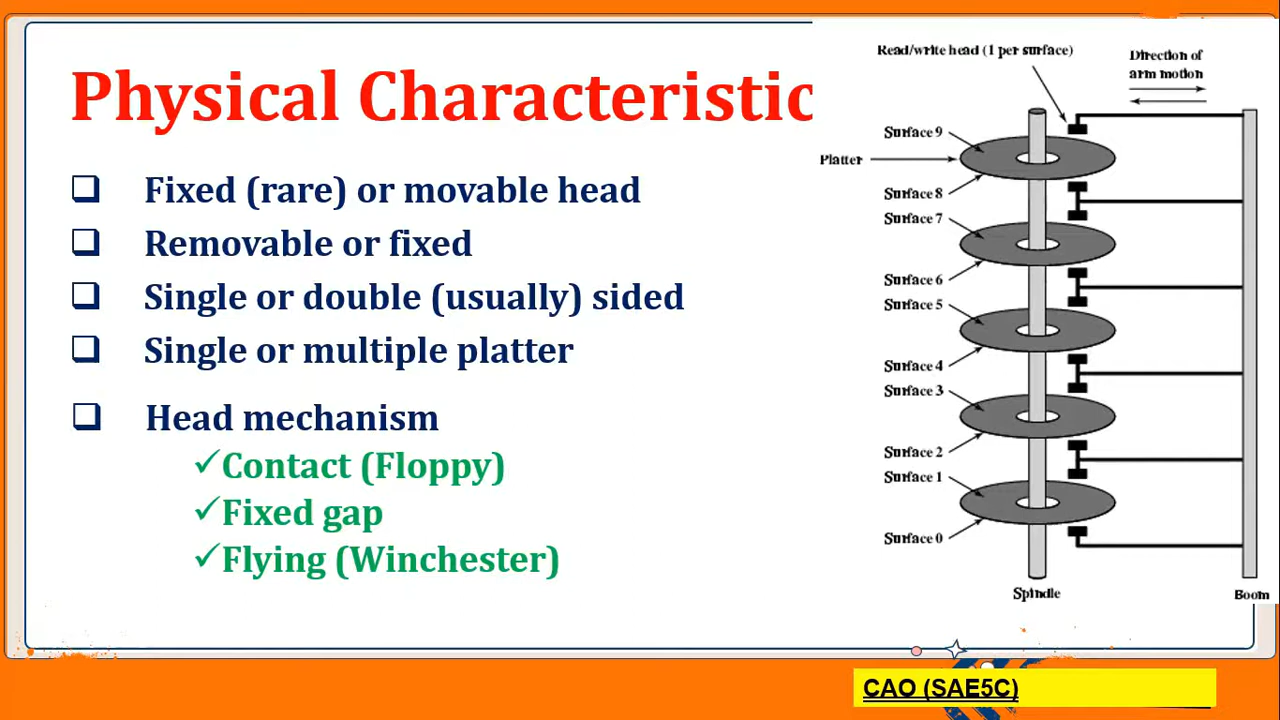 Physical Characteristic
❑ Fixed (rare) or movable head
❑ Removable or fixed
❑ Single or double (usually) sided
❑ Single or multiple platter
❑ Head mechanism
✓Contact (Floppy)
✓Fixed gap
✓Flying (Winchester)
Read/write head (1 per surface)
Direction of
arm motion
Surface 9
Platter
Surface 8
Surface 7
Surface 6
Surface 5
Surface 4
Surface 3
Surface 2
Surface 1
Surface 0
Spindle
Boom
CAO (SAE5C)